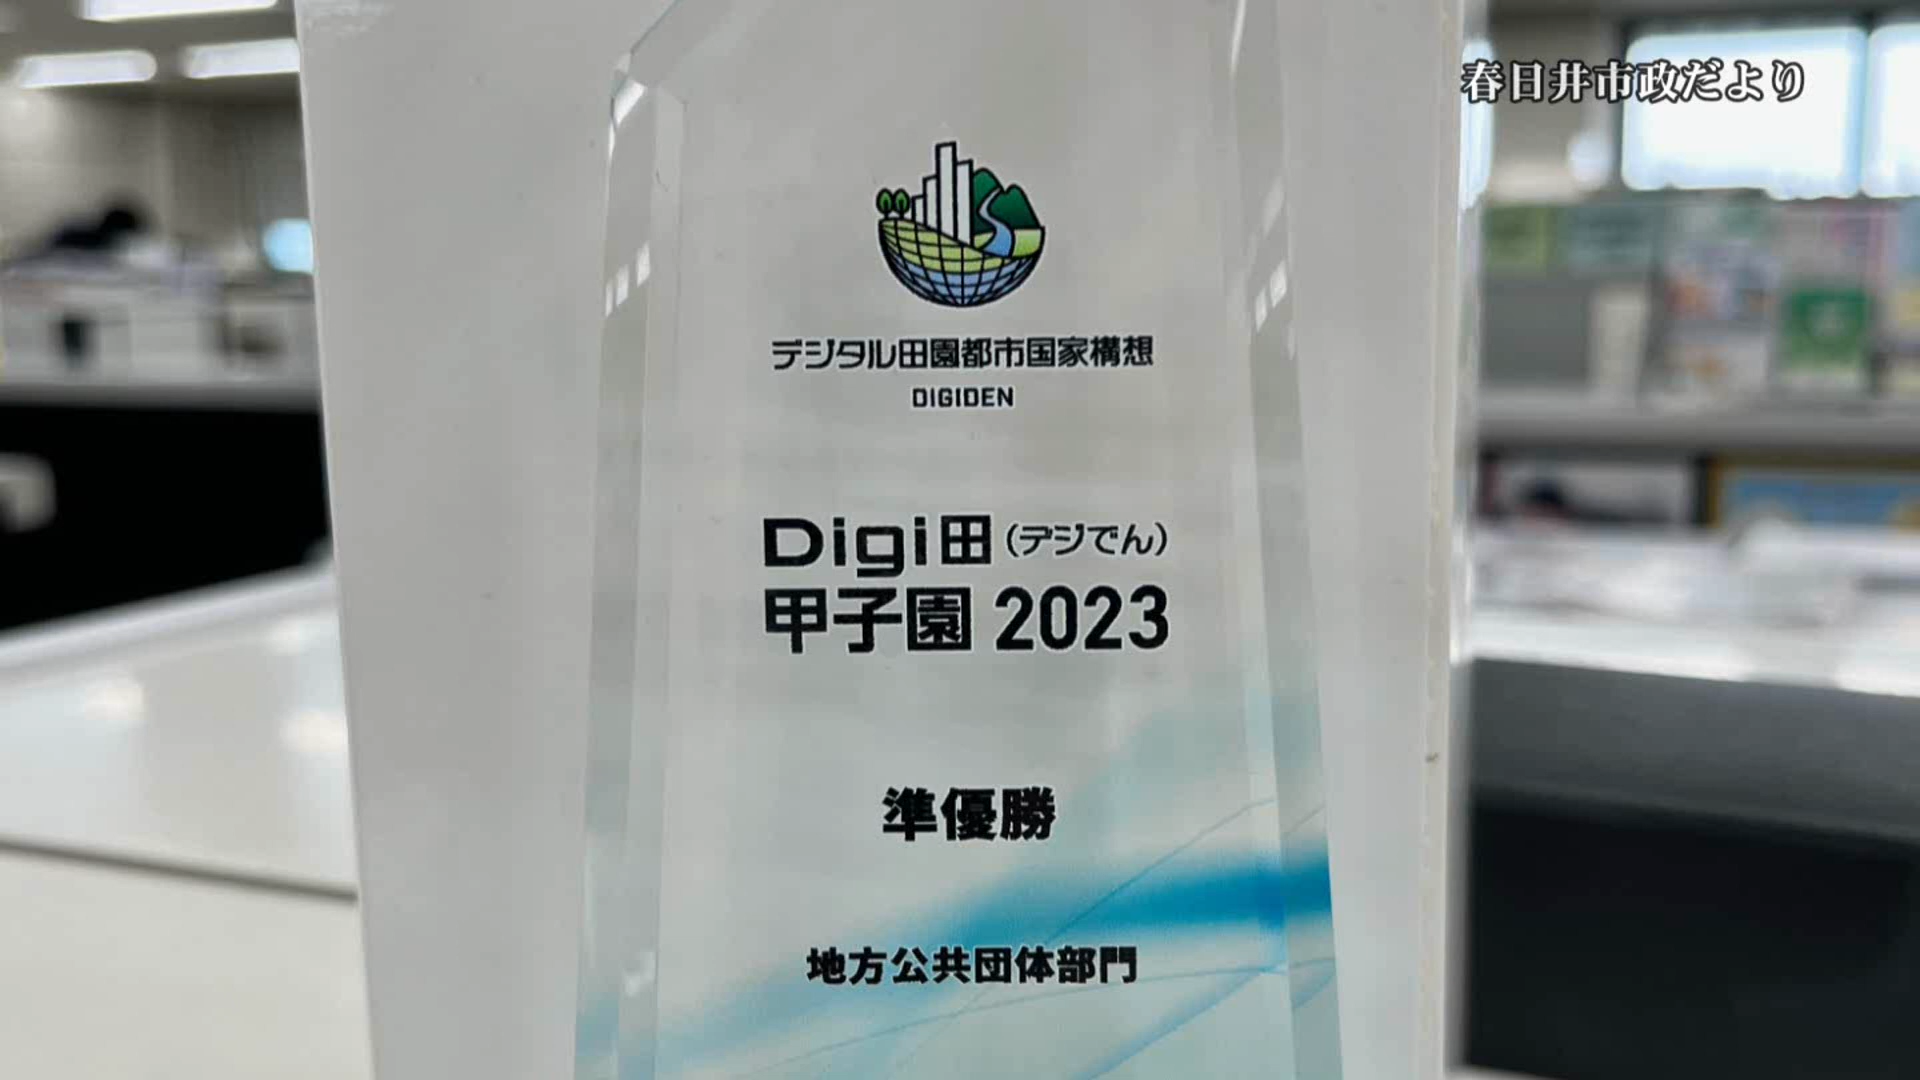 春日井市政だより
デジタル田園都市国家構想
DIGIDEN
Digi田(デジでん)
甲子園 2023
準優勝
地方公共団体部門